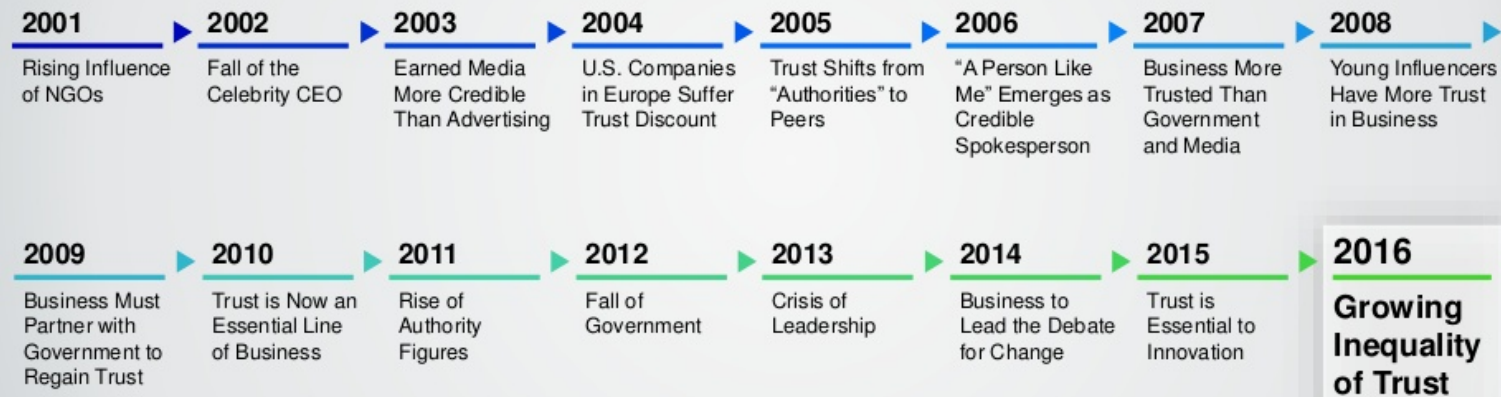 2001
Rising Influence
of NGOs
2002
Fall of the
Celebrity CEO
2003
Earned Media
More Credible
Than Advertising
2004
U.S. Companies
in Europe Suffer
Trust Discount
2005
Trust Shifts from
“Authorities” to
Peers
2006
“A Person Like
Me” Emerges as
Credible
Spokesperson
2007
Business More
Trusted Than
Government
and Media
2008
Young Influencers
Have More Trust
in Business
2009
Business Must
Partner with
Government to
Regain Trust
2010
Trust is Now an
Essential Line
of Business
2011
Rise of
Authority
Figures
2012
Fall of
Government
2013
Crisis of
Leadership
2014
Business to
Lead the Debate
for Change
2015
Trust is
Essential to
Innovation
2016
Growing
Inequality
of Trust